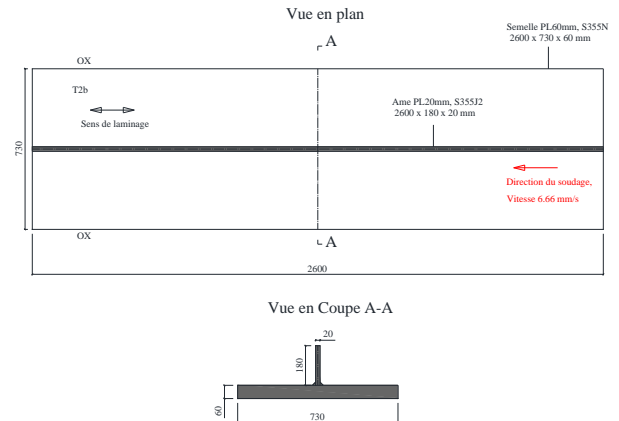 Vue en plan
Semelle PL60mm, S355N
2600 x 730 x 60 mm
A
OX
T2b
Sens de laminage
Ame PL20mm, S355J2
2600 x 180 x 20 mm
730
Direction du soudage,
Vitesse 6.66 mm/s
OX
A
2600
Vue en Coupe A-A
20
180
60
730